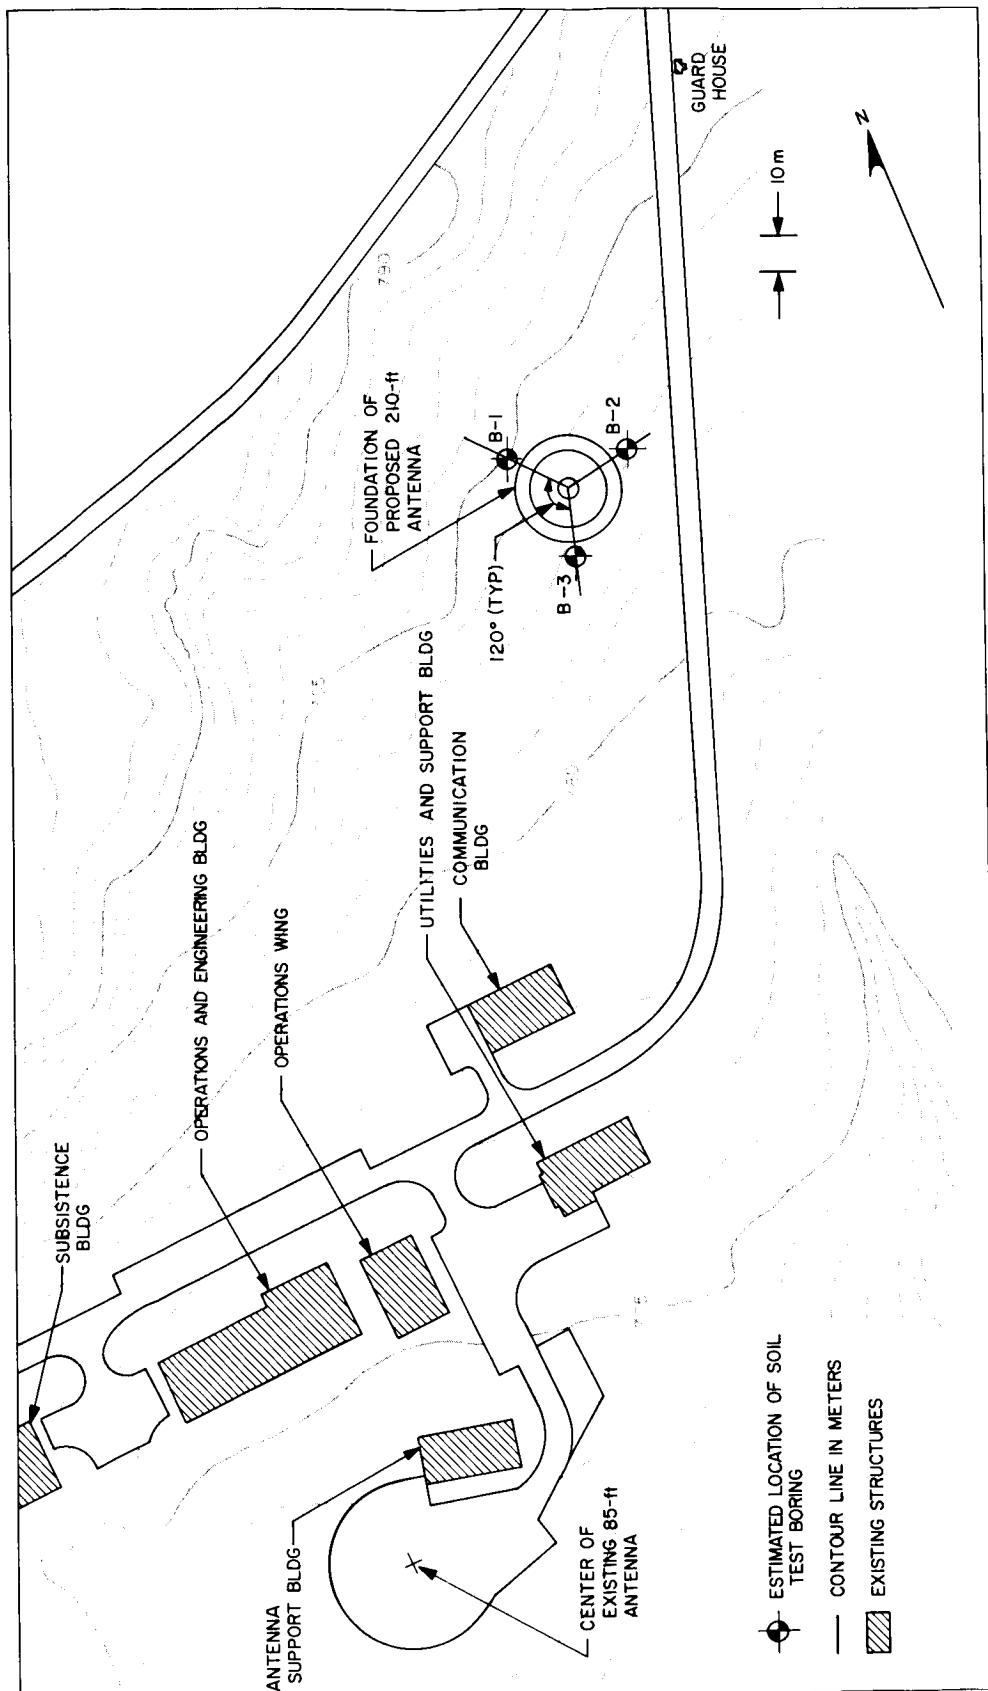 GUARD
HOUSE
N
10 m
790
FOUNDATION OF
PROPOSED 210-ft
ANTENNA
B-1
B-2
B-3
120° (TYP)
UTILITIES AND SUPPORT BLDG
COMMUNICATION
BLDG
OPERATIONS AND ENGINEERING BLDG
OPERATIONS WING
SUBSISTENCE
BLDG
ANTENNA
SUPPORT BLDG
CENTER OF
EXISTING 85-ft
ANTENNA
ESTIMATED LOCATION OF SOIL
TEST BORING
CONTOUR LINE IN METERS
EXISTING STRUCTURES